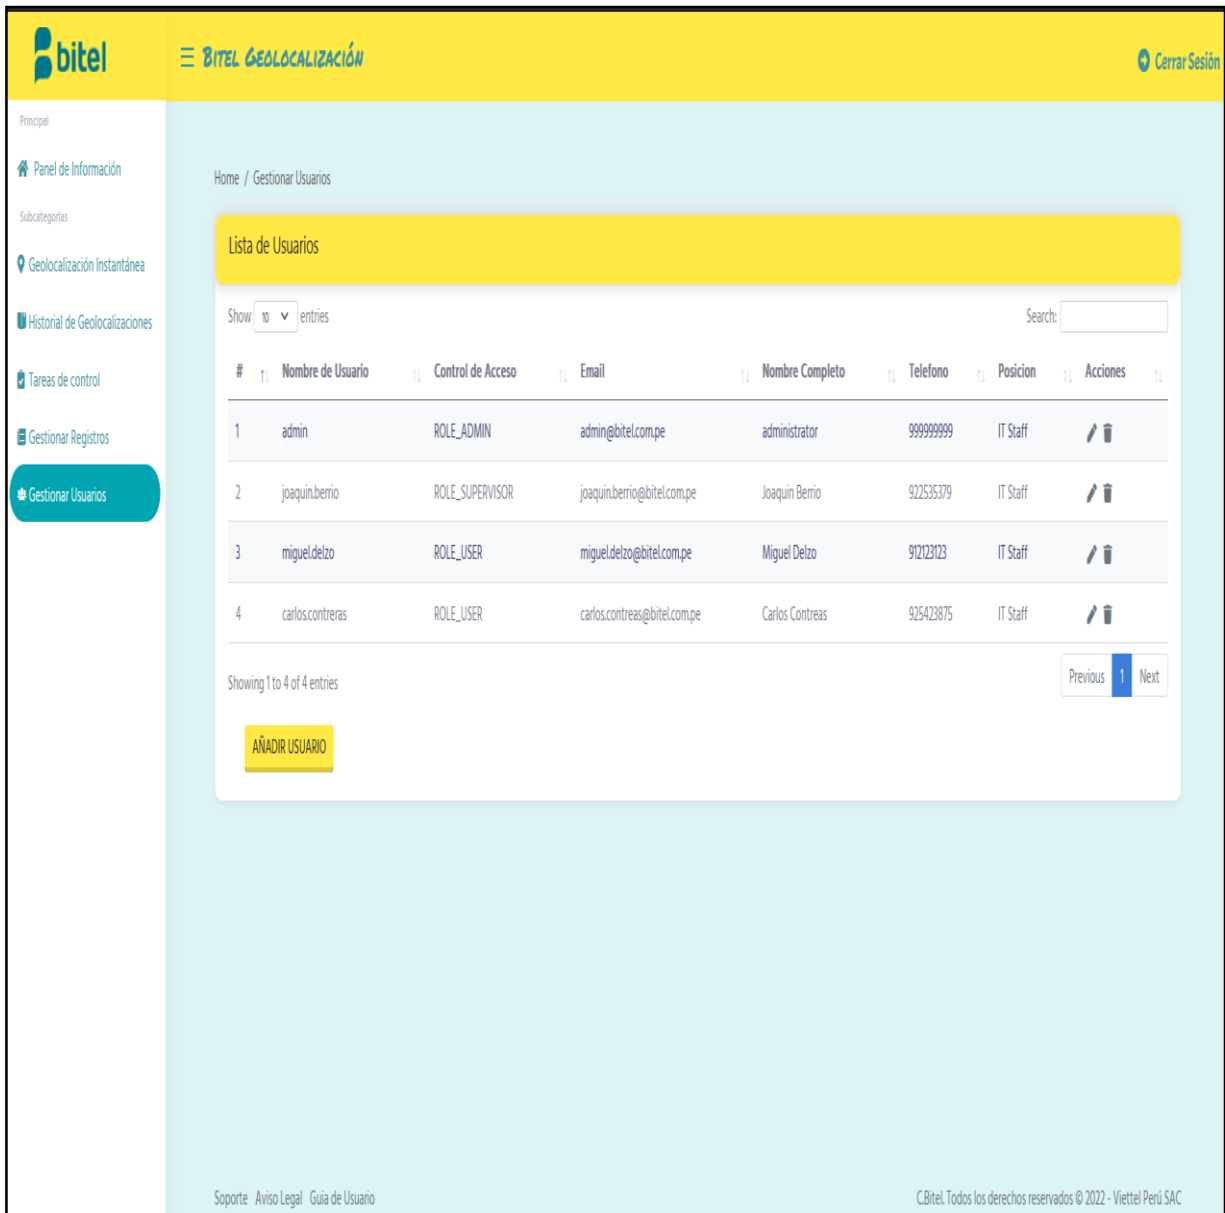 bitel
BITEL GEOLOCALIZACIÓN
Cerrar Sesión
Principal
Panel de Información
Subcategorías
Geolocalización Instantánea
Historial de Geolocalizaciones
Tareas de control
Gestionar Registros
Gestionar Usuarios
Home / Gestionar Usuarios
Lista de Usuarios
Show 10 entries
Search:
# Nombre de Usuario Control de Acceso Email Nombre Completo Telefono Posicion Acciones
1 admin ROLE_ADMIN admin@bitel.com.pe administrator 999999999 IT Staff
2 joaquin.berrio ROLE_SUPERVISOR joaquin.berrio@bitel.com.pe Joaquin Berrio 922535379 IT Staff
3 miguel.delzo ROLE_USER miguel.delzo@bitel.com.pe Miguel Delzo 912123123 IT Staff
4 carlos.contreras ROLE_USER carlos.contreas@bitel.com.pe Carlos Contreas 925423875 IT Staff
Showing 1 to 4 of 4 entries
Previous 1 Next
AÑADIR USUARIO
Soporte Aviso Legal Guia de Usuario
C.Bitel. Todos los derechos reservados © 2022 - Viettel Perú SAC